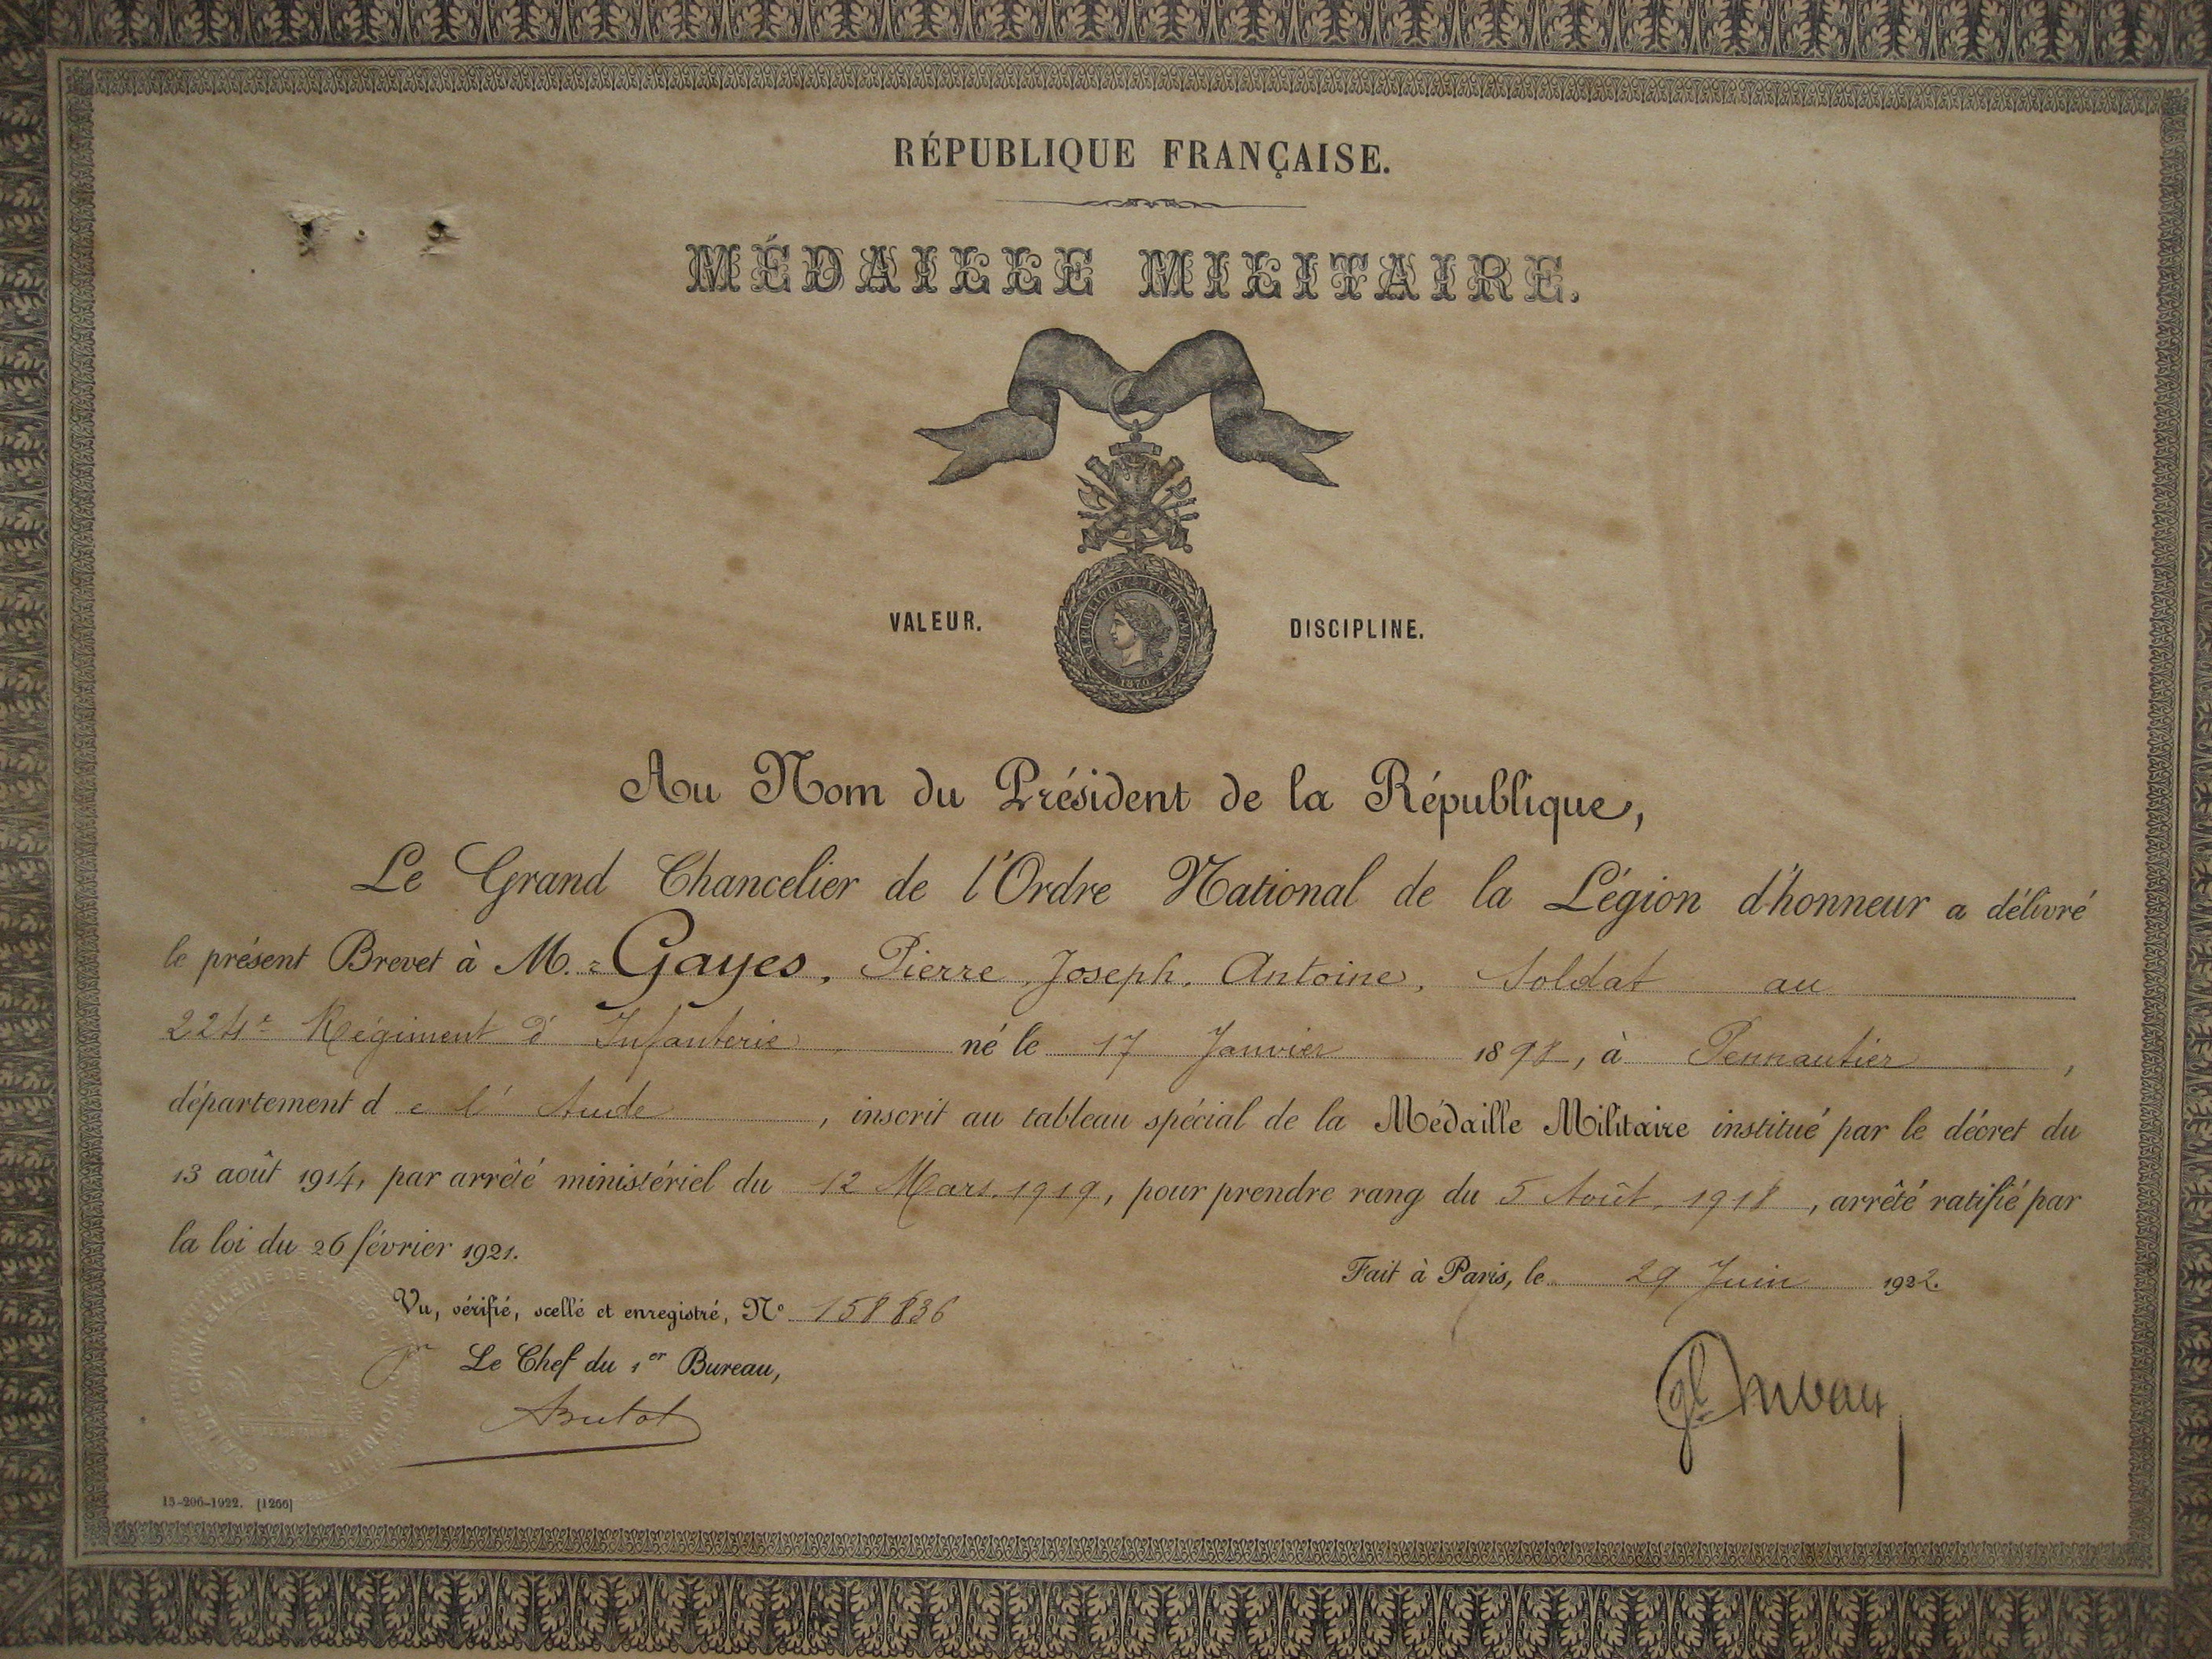 RÉPUBLIQUE FRANÇAISE.
MÉDAILLE MILITAIRE.
RÉPUBLIQUE FRANÇAISE
1870
VALEUR.
DISCIPLINE.
Au Nom du Président de la République,
Le Grand Chancelier de l'Ordre National de la Légion d'honneur a délivré
le présent Brevet à M. Gayes, Pierre, Joseph, Antoine, Soldat au
224e Régiment d'Infanterie né le 17 Janvier 1898, à Pennautier,
département de l'Aude, inscrit au tableau spécial de la Médaille Militaire institué par le décret du
13 août 1914, par arrêté ministériel du 12 Mars 1919, pour prendre rang du 5 Août 1918, arrêté ratifié par
la loi du 26 février 1921.
Fait à Paris, le 29 Juin 1922.
Vu, vérifié, scellé et enregistré, No 158836
Le Chef du 1er Bureau,
13-206-1922. [1266]